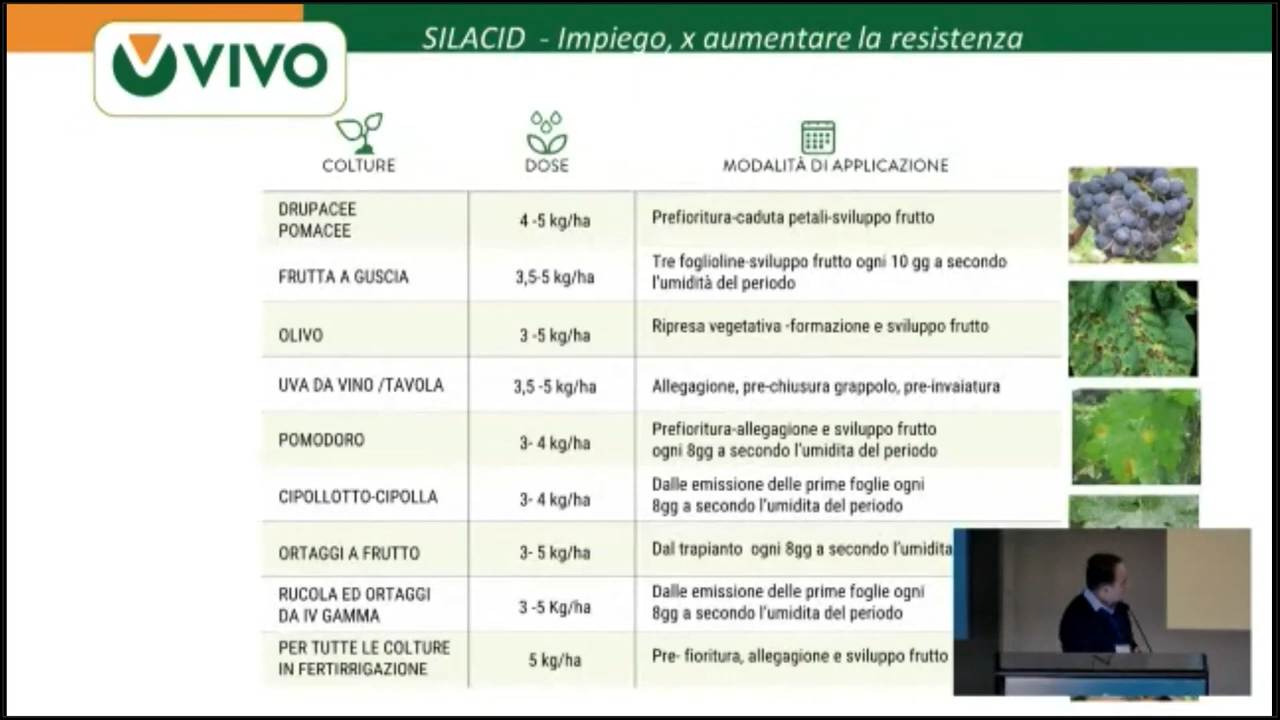 SILACID - Impiego, x aumentare la resistenza
VIVO
COLTURE
DOSE
MODALITÀ DI APPLICAZIONE
DRUPACEE
POMACEE
4 -5 kg/ha
Prefioritura-caduta petali-sviluppo frutto
FRUTTA A GUSCIA
3,5-5 kg/ha
Tre foglioline-sviluppo frutto ogni 10 gg a secondo
l'umidità del periodo
OLIVO
3 -5 kg/ha
Ripresa vegetativa -formazione e sviluppo frutto
UVA DA VINO /TAVOLA
3,5 -5 kg/ha
Allegagione, pre-chiusura grappolo, pre-invaiatura
POMODORO
3- 4 kg/ha
Prefioritura-allegagione e sviluppo frutto
ogni 8gg a secondo l'umidita del periodo
CIPOLLOTTO-CIPOLLA
3- 4 kg/ha
Dalle emissione delle prime foglie ogni
8gg a secondo l'umidita del periodo
ORTAGGI A FRUTTO
3- 5 kg/ha
Dal trapianto ogni 8gg a secondo l'umidita
RUCOLA ED ORTAGGI
DA IV GAMMA
3 -5 Kg/ha
Dalle emissione delle prime foglie ogni
8gg a secondo l'umidita del periodo
PER TUTTE LE COLTURE
IN FERTIRRIGAZIONE
5 kg/ha
Pre- fioritura, allegagione e sviluppo frutto